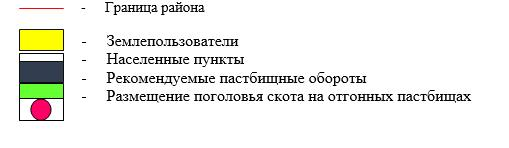 - Граница района
- Землепользователи
- Населенные пункты
- Рекомендуемые пастбищные обороты
- Размещение поголовья скота на отгонных пастбищах